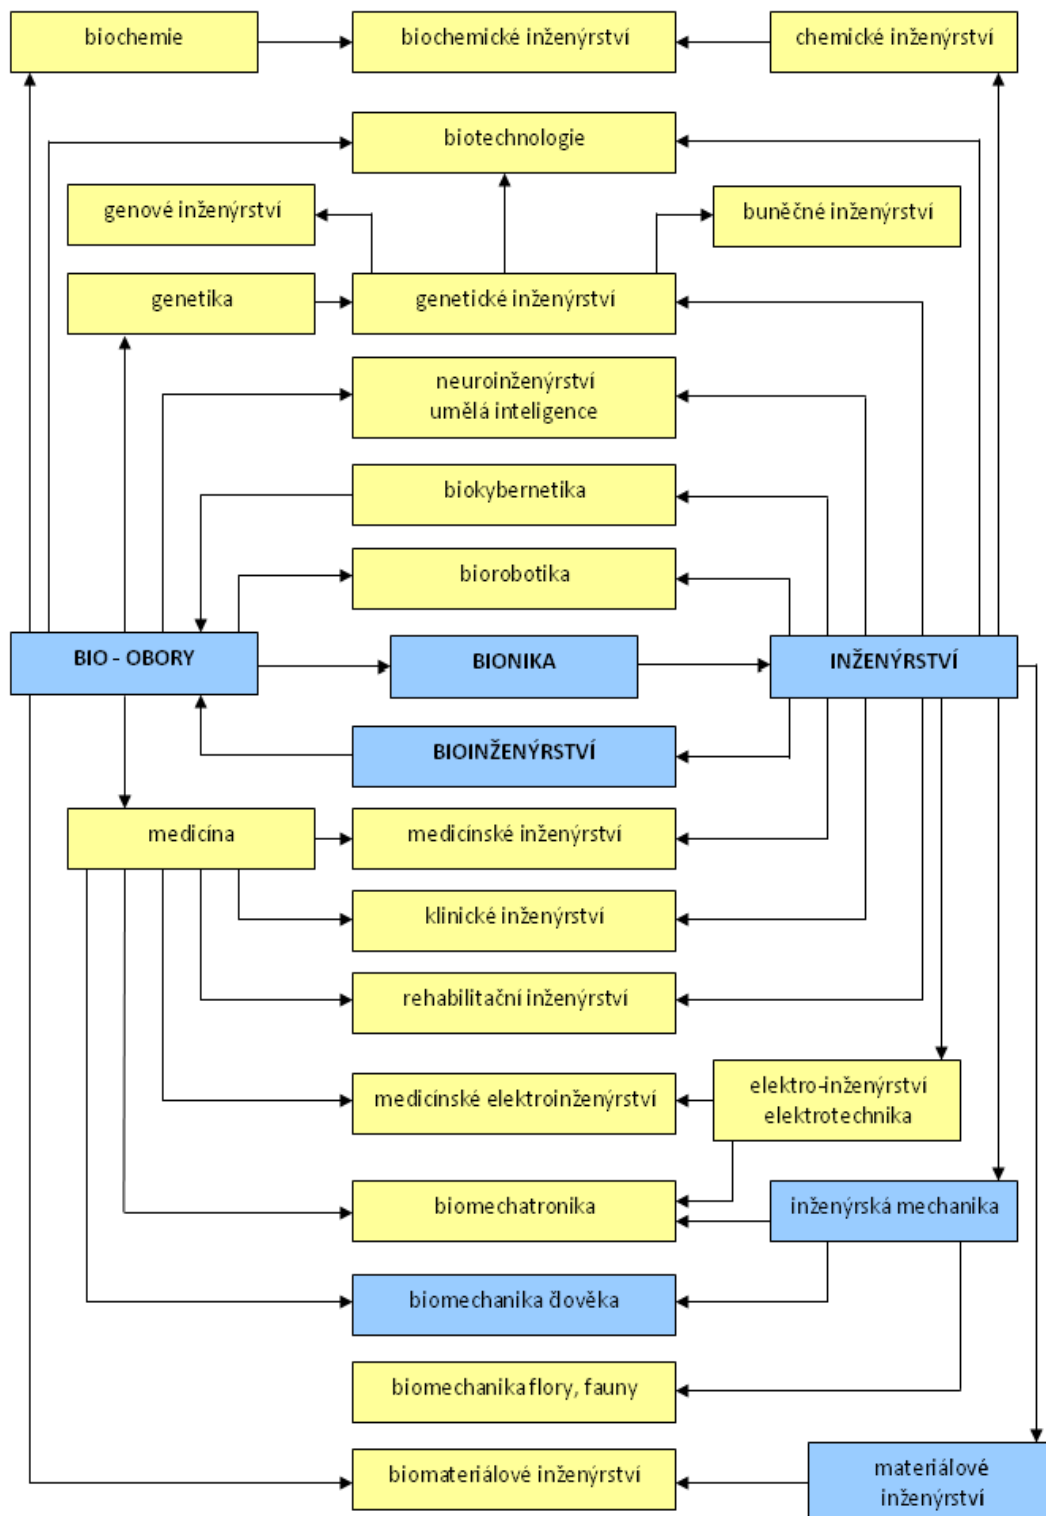 biochemie
biochemické inženýrství
chemické inženýrství
biotechnologie
genové inženýrství
buněčné inženýrství
genetika
genetické inženýrství
neuroinženýrství
umělá inteligence
biokybernetika
biorobotika
BIO - OBORY
BIONIKA
INŽENÝRSTVÍ
BIOINŽENÝRSTVÍ
medicína
medicínské inženýrství
klinické inženýrství
rehabilitační inženýrství
medicínské elektroinženýrství
elektro-inženýrství
elektrotechnika
biomechatronika
inženýrská mechanika
biomechanika člověka
biomechanika flory, fauny
biomateriálové inženýrství
materiálové
inženýrství